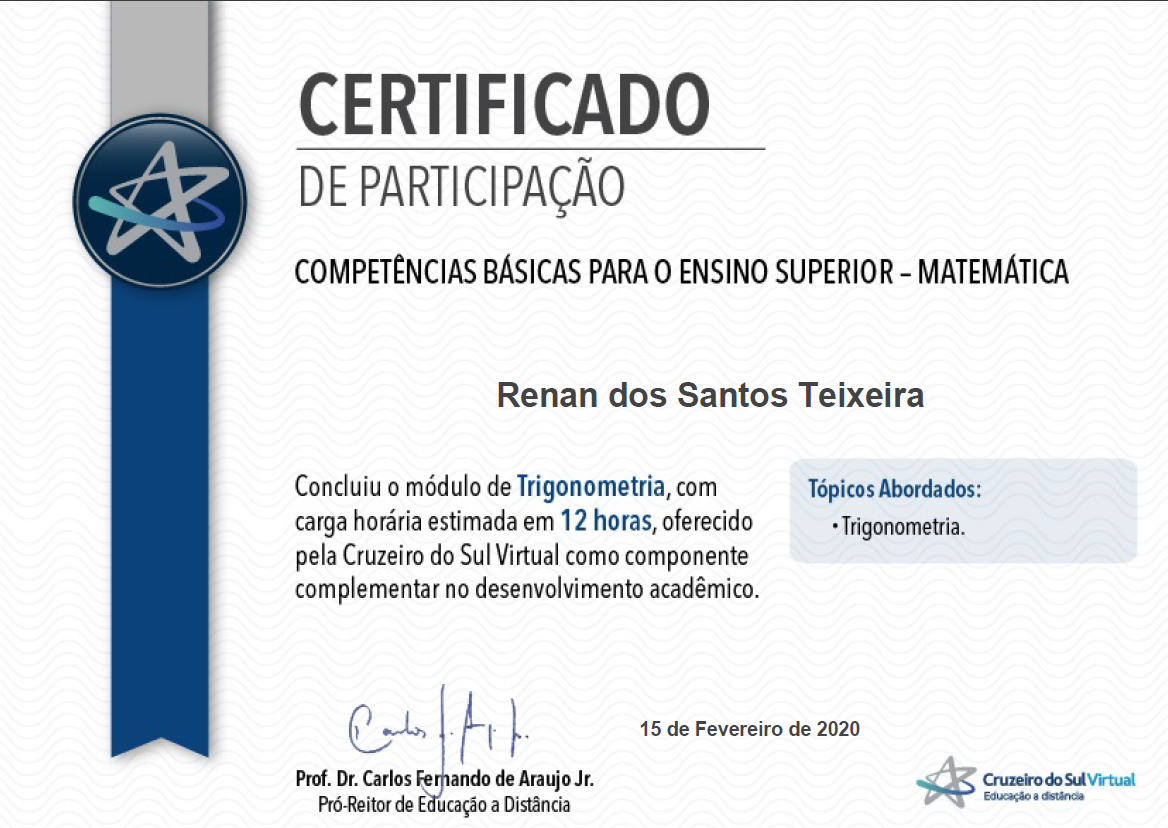 CERTIFICADO
DE PARTICIPAÇÃO
COMPETÊNCIAS BÁSICAS PARA O ENSINO SUPERIOR – MATEMÁTICA
Renan dos Santos Teixeira
Concluiu o módulo de Trigonometria, com
carga horária estimada em 12 horas, oferecido
pela Cruzeiro do Sul Virtual como componente
complementar no desenvolvimento acadêmico.
Tópicos Abordados:
• Trigonometria.
Carlos F. A. Jr.
15 de Fevereiro de 2020
Prof. Dr. Carlos Fernando de Araujo Jr.
Pró-Reitor de Educação a Distância
Cruzeiro do Sul Virtual
Educação a distância